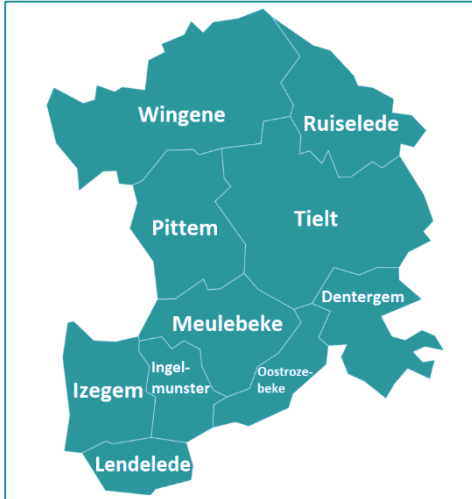 Wingene
Ruiselede
Pittem
Tielt
Dentergem
Meulebeke
Izegem
Ingel-
munster
Oostroze-
beke
Lendelede